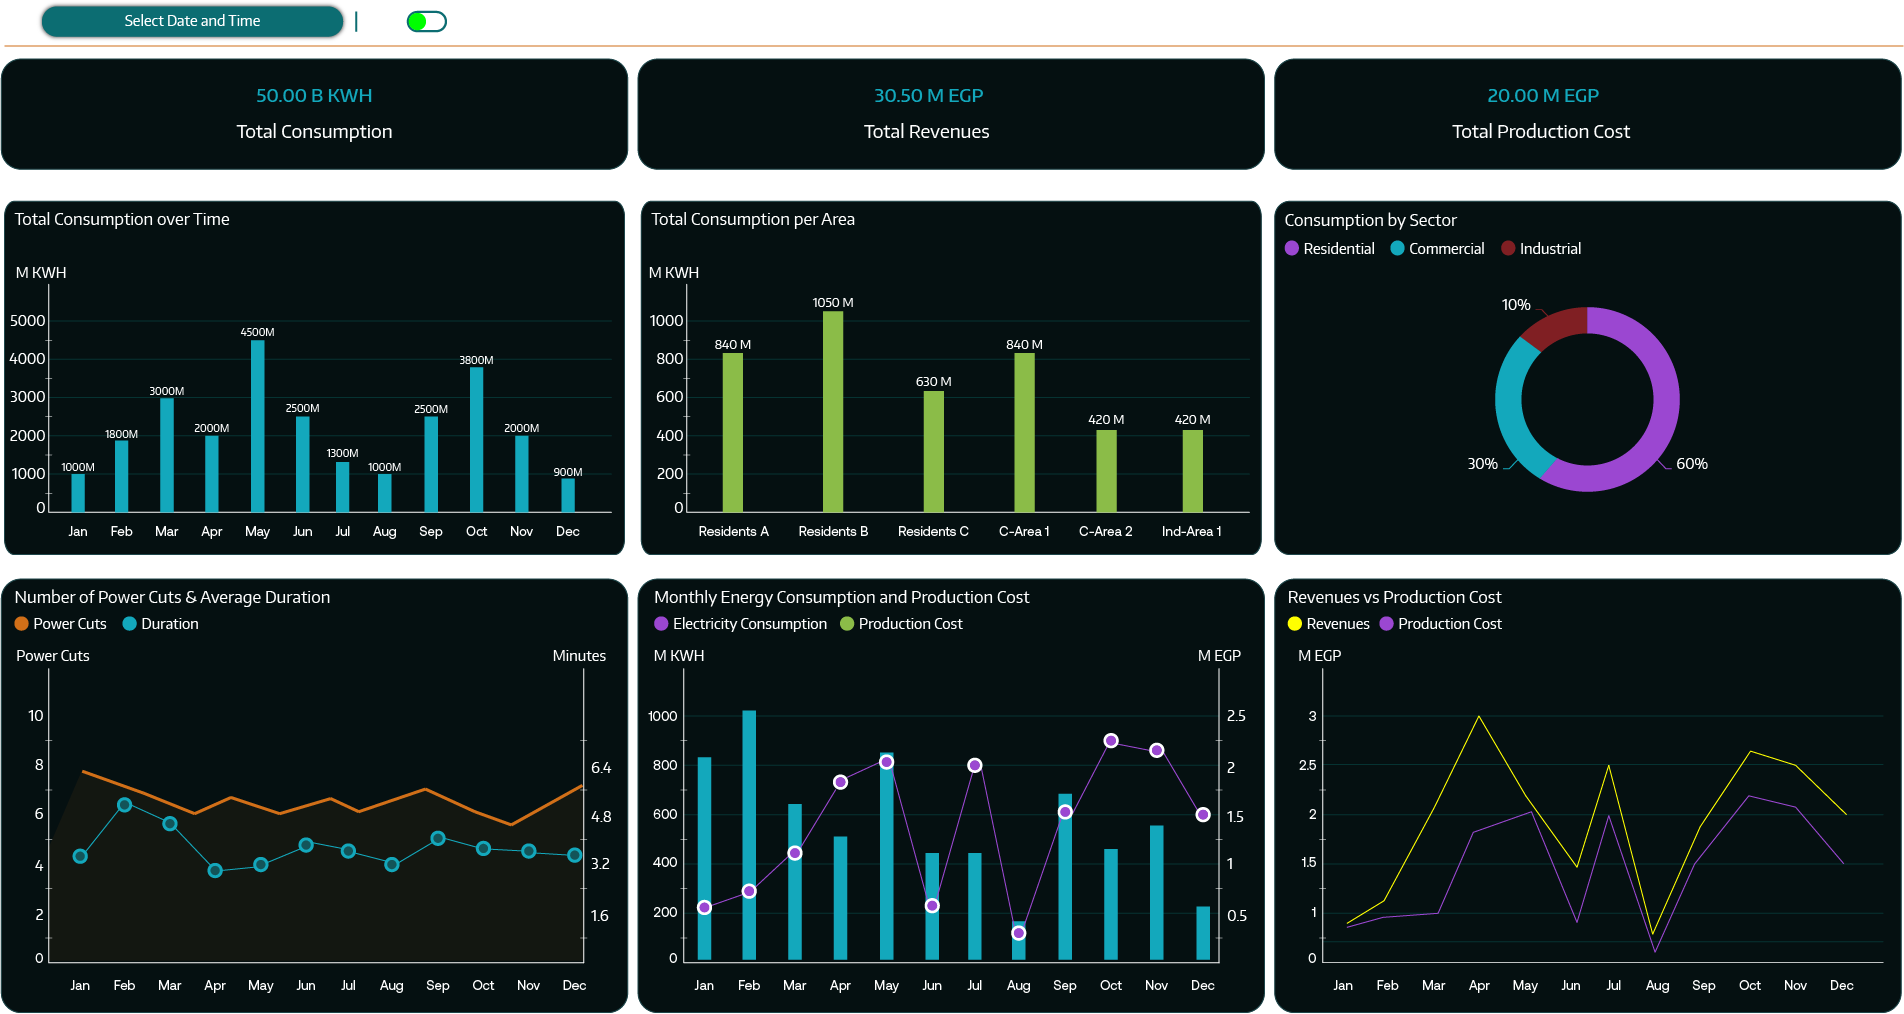 Select Date and Time
50.00 B KWH
Total Consumption
30.50 M EGP
Total Revenues
20.00 M EGP
Total Production Cost
Total Consumption over Time
M KWH
5000
4000
3000
2000
1000
0
1000M
1800M
3000M
2000M
4500M
2500M
1300M
1000M
2500M
3800M
2000M
900M
Jan Feb Mar Apr May Jun Jul Aug Sep Oct Nov Dec
Total Consumption per Area
M KWH
1000
800
600
400
200
0
840 M
1050 M
630 M
840 M
420 M
420 M
Residents A Residents B Residents C C-Area 1 C-Area 2 Ind-Area 1
Consumption by Sector
Residential Commercial Industrial
10%
30%
60%
Number of Power Cuts & Average Duration
Power Cuts Duration
Power Cuts
Minutes
10
8
6
4
2
0
6.4
4.8
3.2
1.6
Jan Feb Mar Apr May Jun Jul Aug Sep Oct Nov Dec
Monthly Energy Consumption and Production Cost
Electricity Consumption Production Cost
M KWH
M EGP
1000
800
600
400
200
0
2.5
2
1.5
1
0.5
Jan Feb Mar Apr May Jun Jul Aug Sep Oct Nov Dec
Revenues vs Production Cost
Revenues Production Cost
M EGP
3
2.5
2
1.5
1
0
Jan Feb Mar Apr May Jun Jul Aug Sep Oct Nov Dec